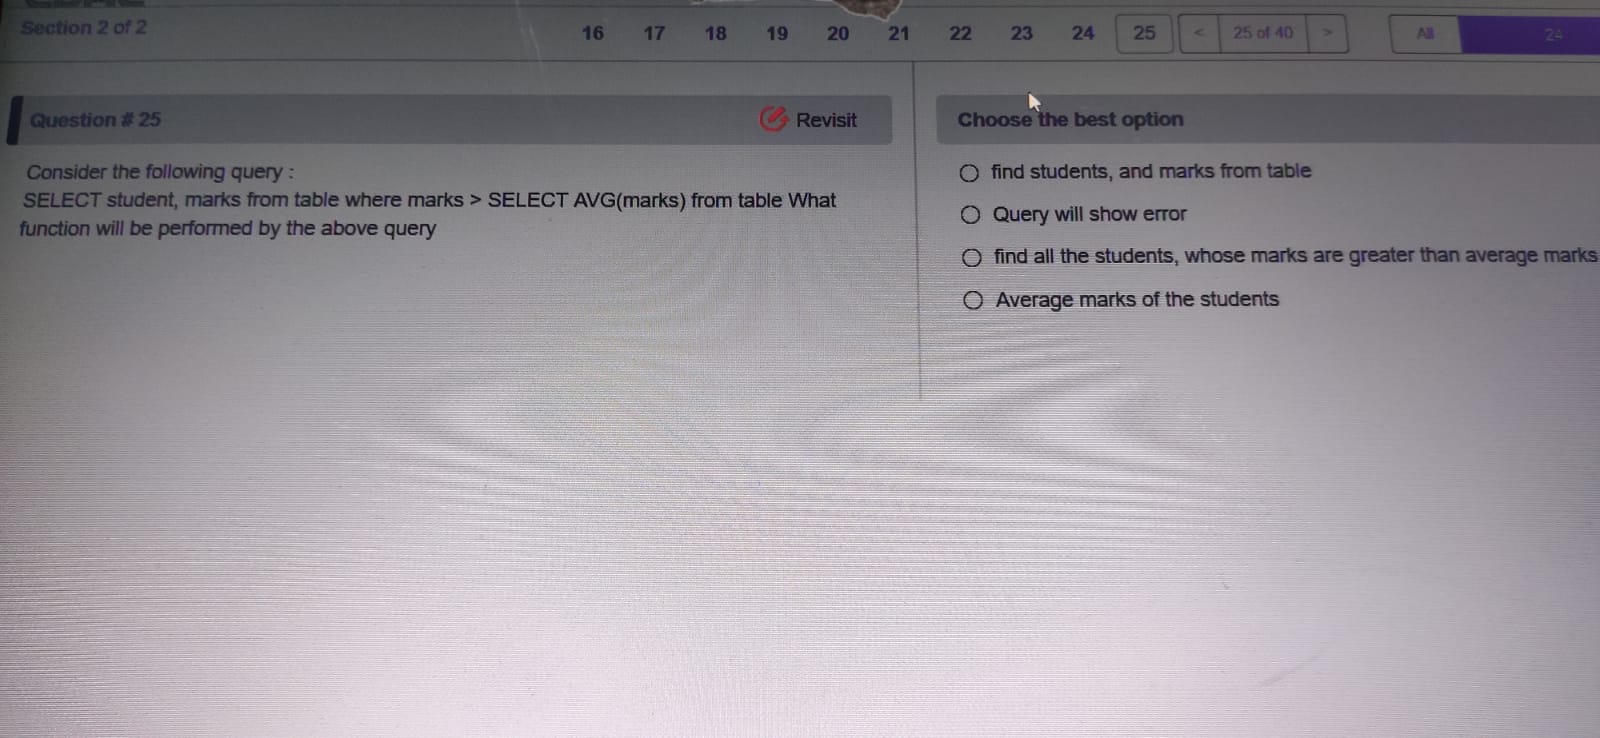 Section 2 of 2
16 17 18 19 20 21 22 23 24 25 < 25 of 40 > All 24
Question # 25 Revisit
Consider the following query :
SELECT student, marks from table where marks > SELECT AVG(marks) from table What
function will be performed by the above query
Choose the best option
find students, and marks from table
Query will show error
find all the students, whose marks are greater than average marks
Average marks of the students